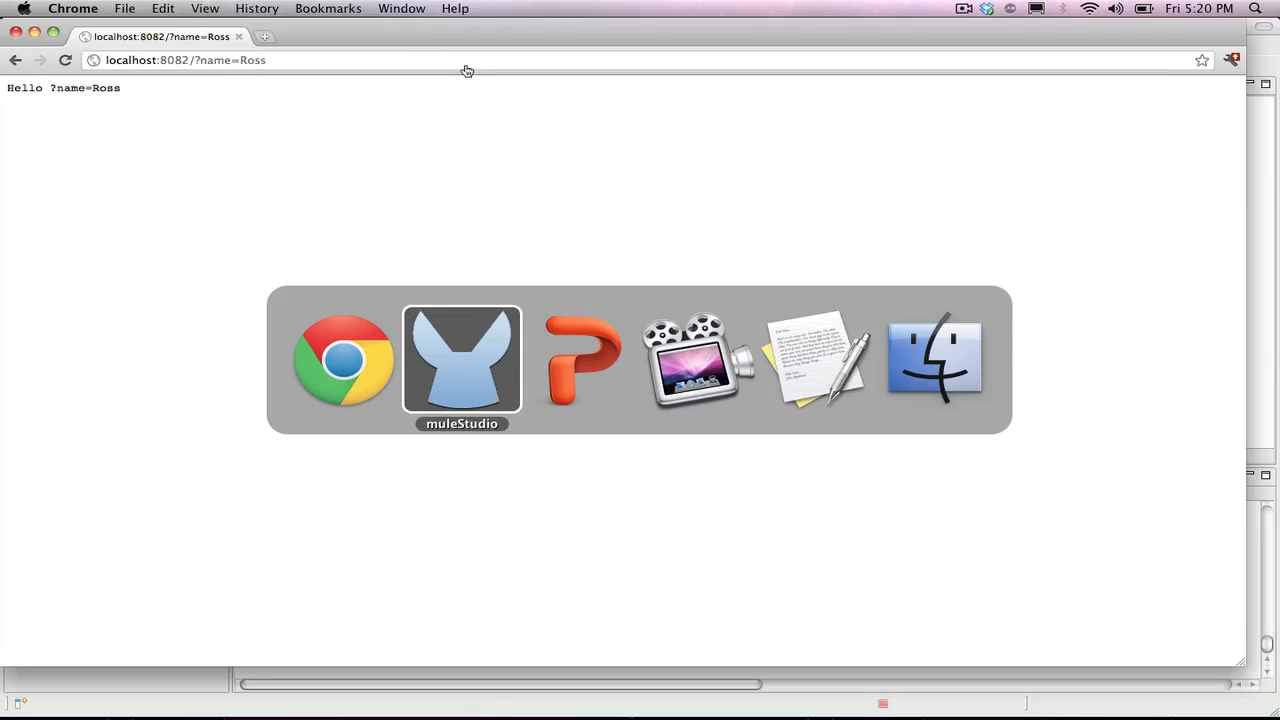 Chrome File Edit View History Bookmarks Window Help Fri 5:20 PM
localhost:8082/?name=Ross
localhost:8082/?name=Ross
Hello ?name=Ross
muleStudio